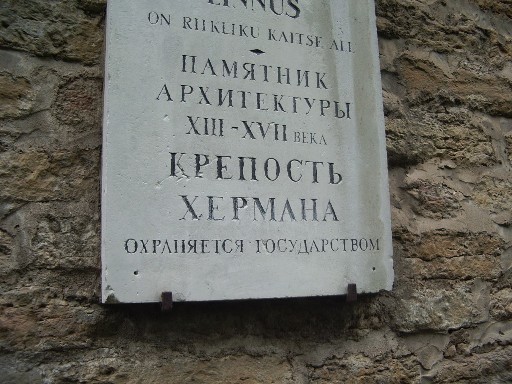 LINNUS
ON RIIKLIKU KAITSE ALL
ПАМЯТНИК
АРХИТЕКТУРЫ
XIII-XVII ВЕКА
КРЕПОСТЬ
ХЕРМАНА
ОХРАНЯЕТСЯ ГОСУДАРСТВОМ